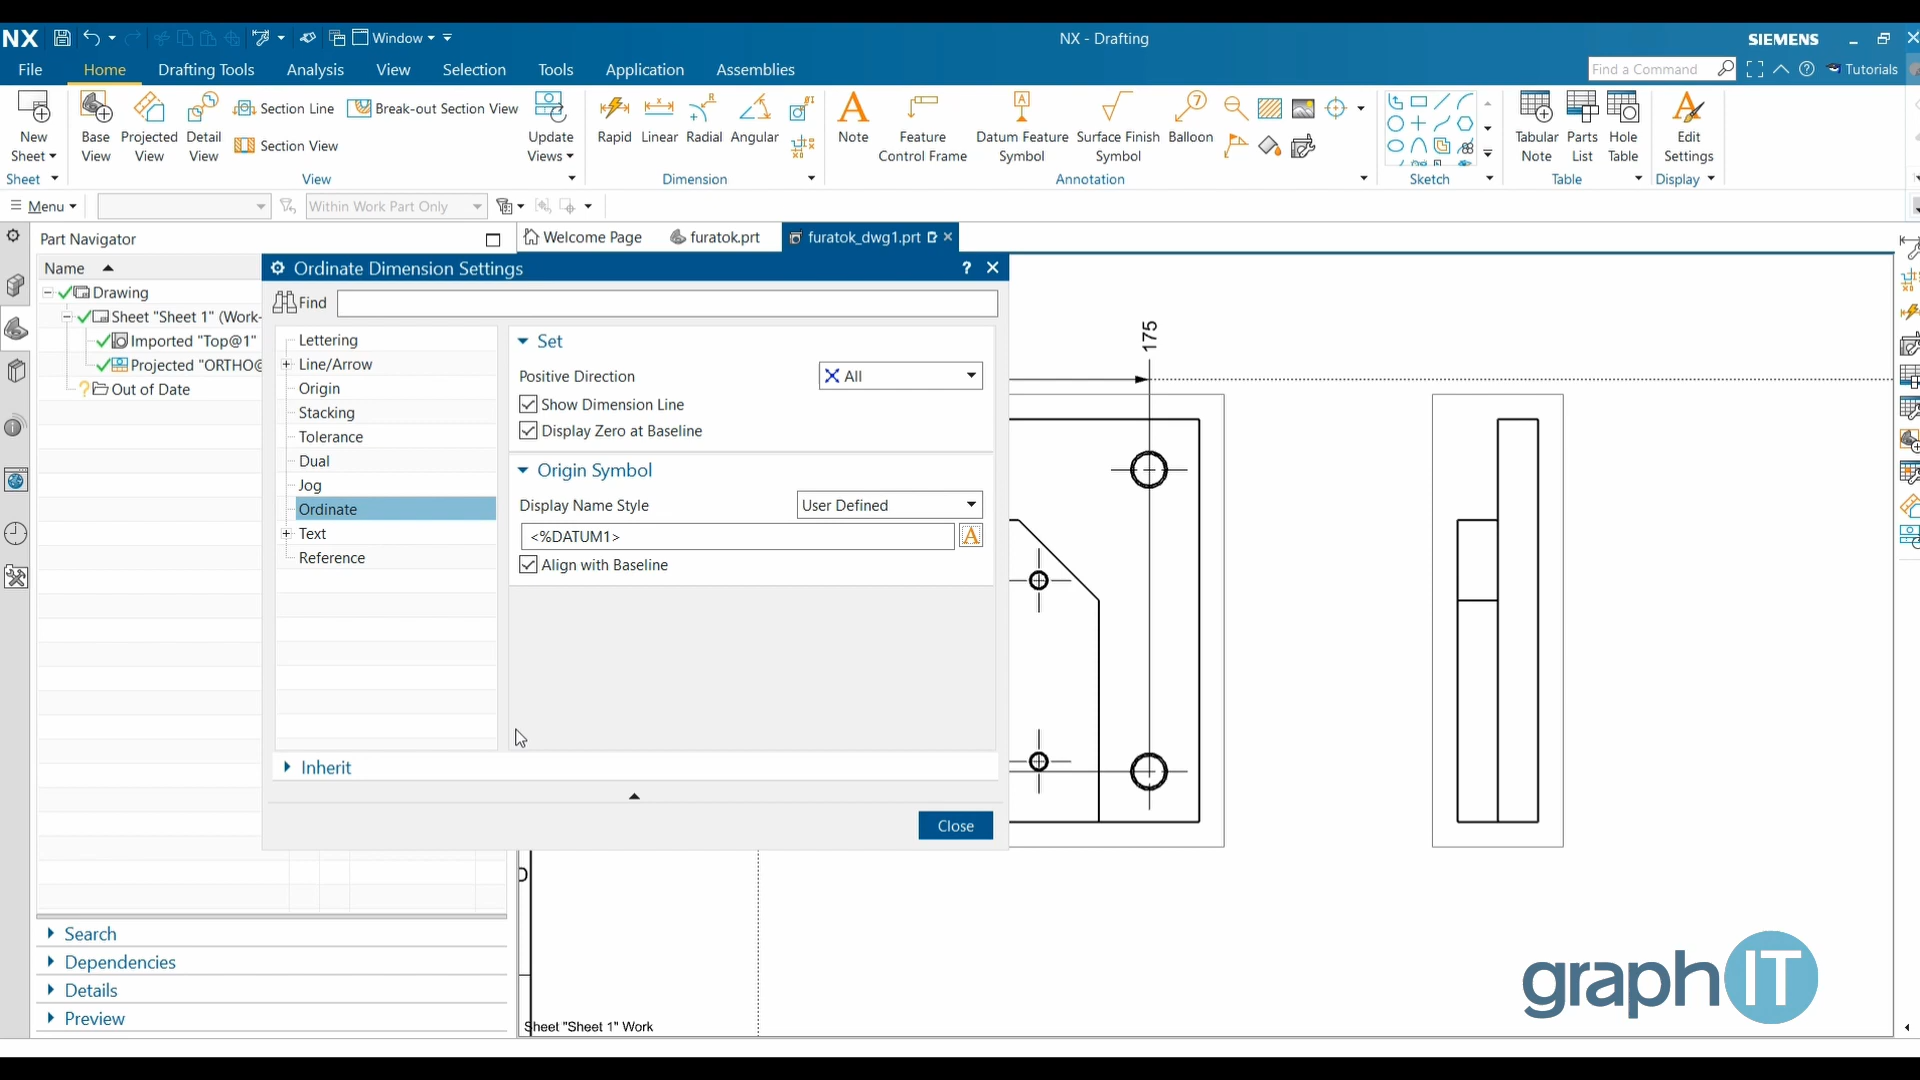 NX
Window
NX - Drafting
SIEMENS
File
Home
Drafting Tools
Analysis
View
Selection
Tools
Application
Assemblies
Find a Command
Tutorials
New
Sheet
Base
View
Projected
View
Detail
View
Section Line
Break-out Section View
Section View
Update
Views
Rapid
Linear
Radial
Angular
Note
Feature
Control Frame
Datum Feature
Symbol
Surface Finish
Symbol
Balloon
Tabular
Note
Parts
List
Hole
Table
Edit
Settings
Sheet
View
Dimension
Annotation
Sketch
Table
Display
Menu
Within Work Part Only
Part Navigator
Welcome Page
furatok.prt
furatok_dwg1.prt
Name
Drawing
Sheet "Sheet 1" (Work-
Imported "Top@1"
Projected "ORTHO@
Out of Date
Ordinate Dimension Settings
Find
Lettering
Line/Arrow
Origin
Stacking
Tolerance
Dual
Jog
Ordinate
Text
Reference
Set
Positive Direction
All
Show Dimension Line
Display Zero at Baseline
Origin Symbol
Display Name Style
User Defined
<%DATUM1>
Align with Baseline
Inherit
Close
175
Search
Dependencies
Details
Preview
Sheet "Sheet 1" Work
graphIT